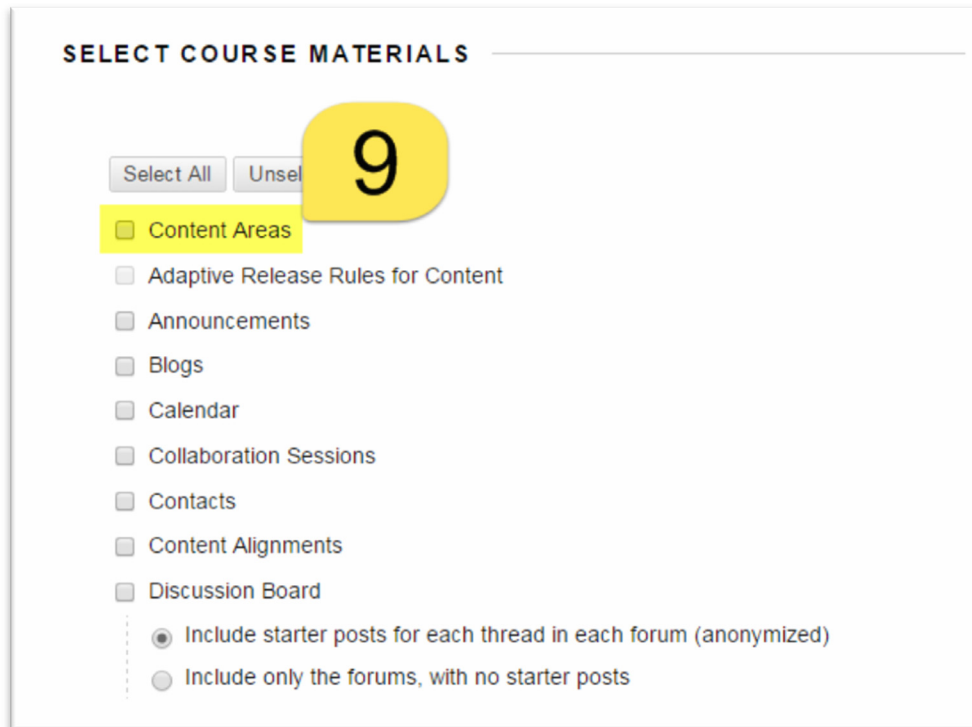 SELECT COURSE MATERIALS
9
Select All
Content Areas
Adaptive Release Rules for Content
Announcements
Blogs
Calendar
Collaboration Sessions
Contacts
Content Alignments
Discussion Board
Include starter posts for each thread in each forum (anonymized)
Include only the forums, with no starter posts